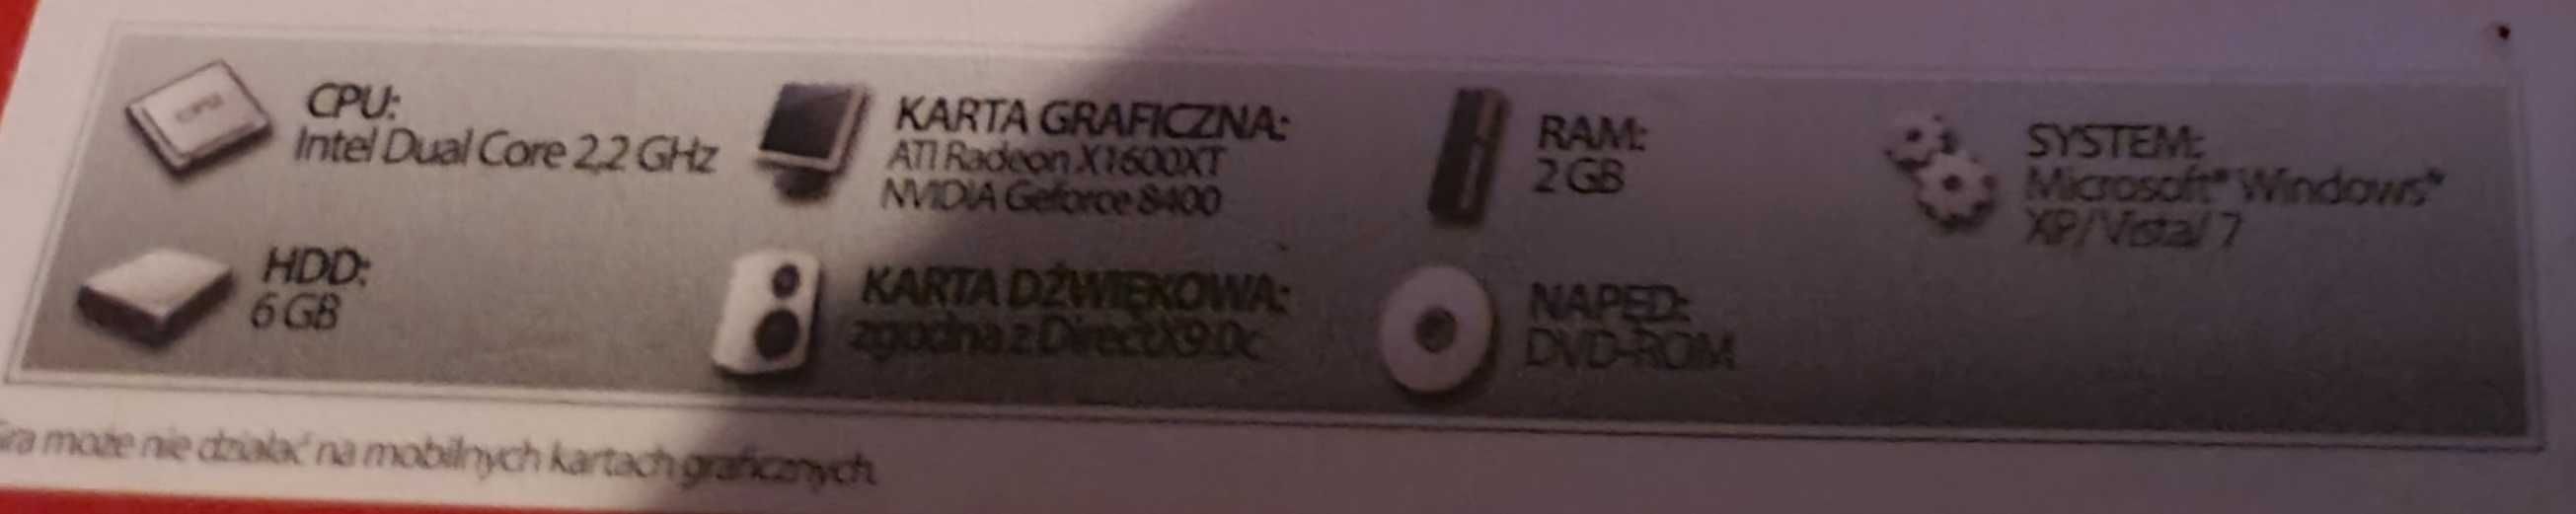 CPU:
Intel Dual Core 2,2 GHz
KARTA GRAFICZNA:
ATI Radeon X1600XT
NVIDIA Geforce 8400
RAM:
2 GB
SYSTEM:
Microsoft® Windows®
XP/Vista/7
HDD:
6 GB
KARTA DŹWIĘKOWA:
zgodna z DirectX9.0c
NAPĘD:
DVD-ROM
Gra może nie działać na mobilnych kartach graficznych.